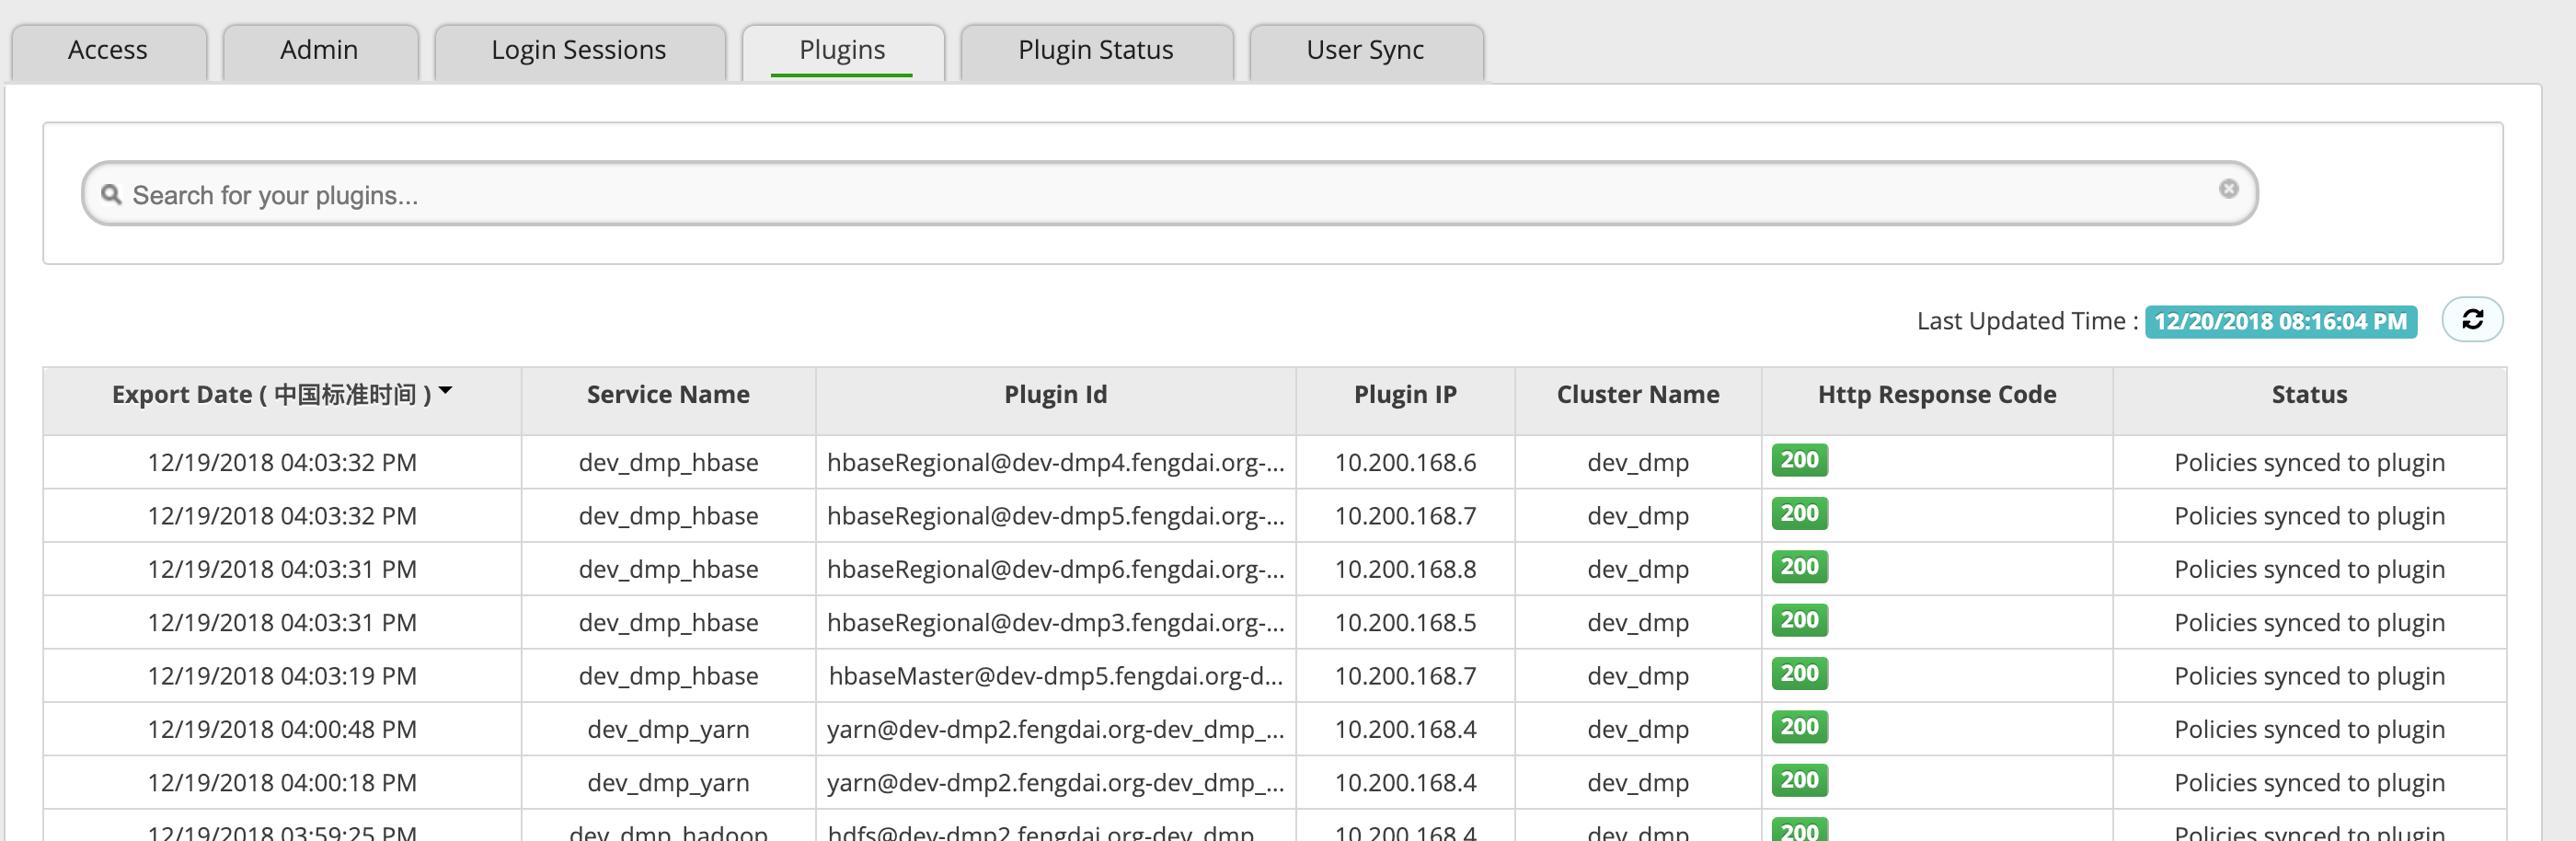 Access Admin Login Sessions Plugins Plugin Status User Sync
Search for your plugins...
Last Updated Time : 12/20/2018 08:16:04 PM
Export Date ( 中国标准时间 ) Service Name Plugin Id Plugin IP Cluster Name Http Response Code Status
12/19/2018 04:03:32 PM dev_dmp_hbase hbaseRegional@dev-dmp4.fengdai.org-... 10.200.168.6 dev_dmp 200 Policies synced to plugin
12/19/2018 04:03:32 PM dev_dmp_hbase hbaseRegional@dev-dmp5.fengdai.org-... 10.200.168.7 dev_dmp 200 Policies synced to plugin
12/19/2018 04:03:31 PM dev_dmp_hbase hbaseRegional@dev-dmp6.fengdai.org-... 10.200.168.8 dev_dmp 200 Policies synced to plugin
12/19/2018 04:03:31 PM dev_dmp_hbase hbaseRegional@dev-dmp3.fengdai.org-... 10.200.168.5 dev_dmp 200 Policies synced to plugin
12/19/2018 04:03:19 PM dev_dmp_hbase hbaseMaster@dev-dmp5.fengdai.org-d... 10.200.168.7 dev_dmp 200 Policies synced to plugin
12/19/2018 04:00:48 PM dev_dmp_yarn yarn@dev-dmp2.fengdai.org-dev_dmp_... 10.200.168.4 dev_dmp 200 Policies synced to plugin
12/19/2018 04:00:18 PM dev_dmp_yarn yarn@dev-dmp2.fengdai.org-dev_dmp_... 10.200.168.4 dev_dmp 200 Policies synced to plugin
12/19/2018 03:59:25 PM dev_dmp_hadoop hdfs@dev-dmp2.fengdai.org-dev_dmp 10.200.168.4 dev_dmp 200 Policies synced to plugin